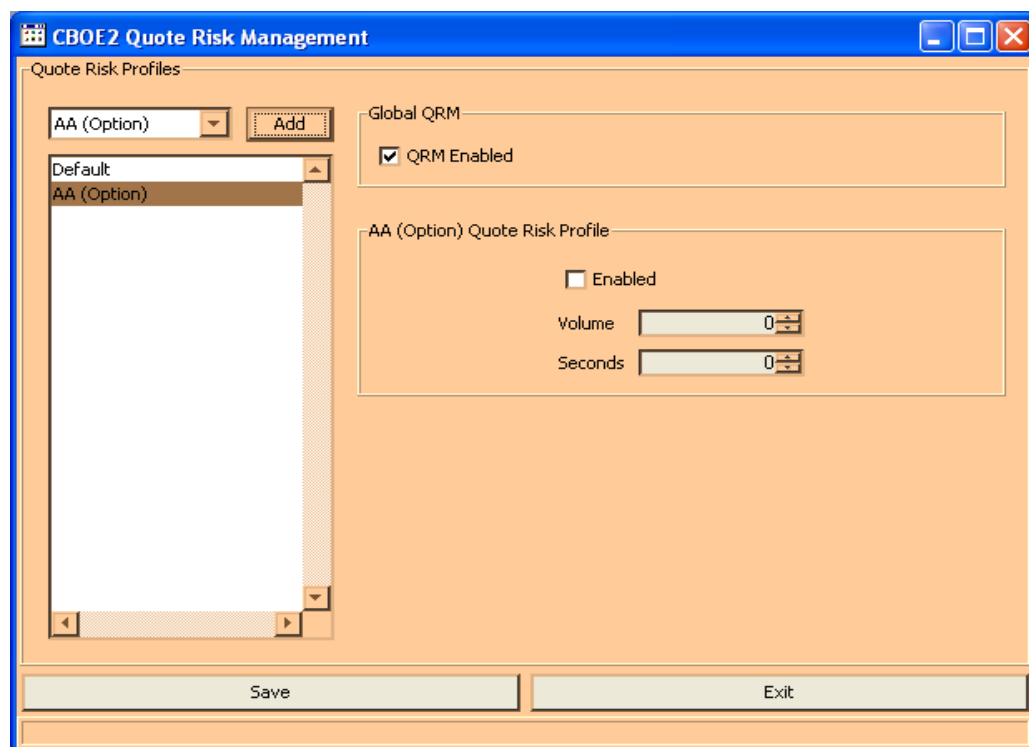 CBOE2 Quote Risk Management
Quote Risk Profiles
AA (Option)
Add
Default
AA (Option)
Global QRM
QRM Enabled
AA (Option) Quote Risk Profile
Enabled
Volume 0
Seconds 0
Save
Exit